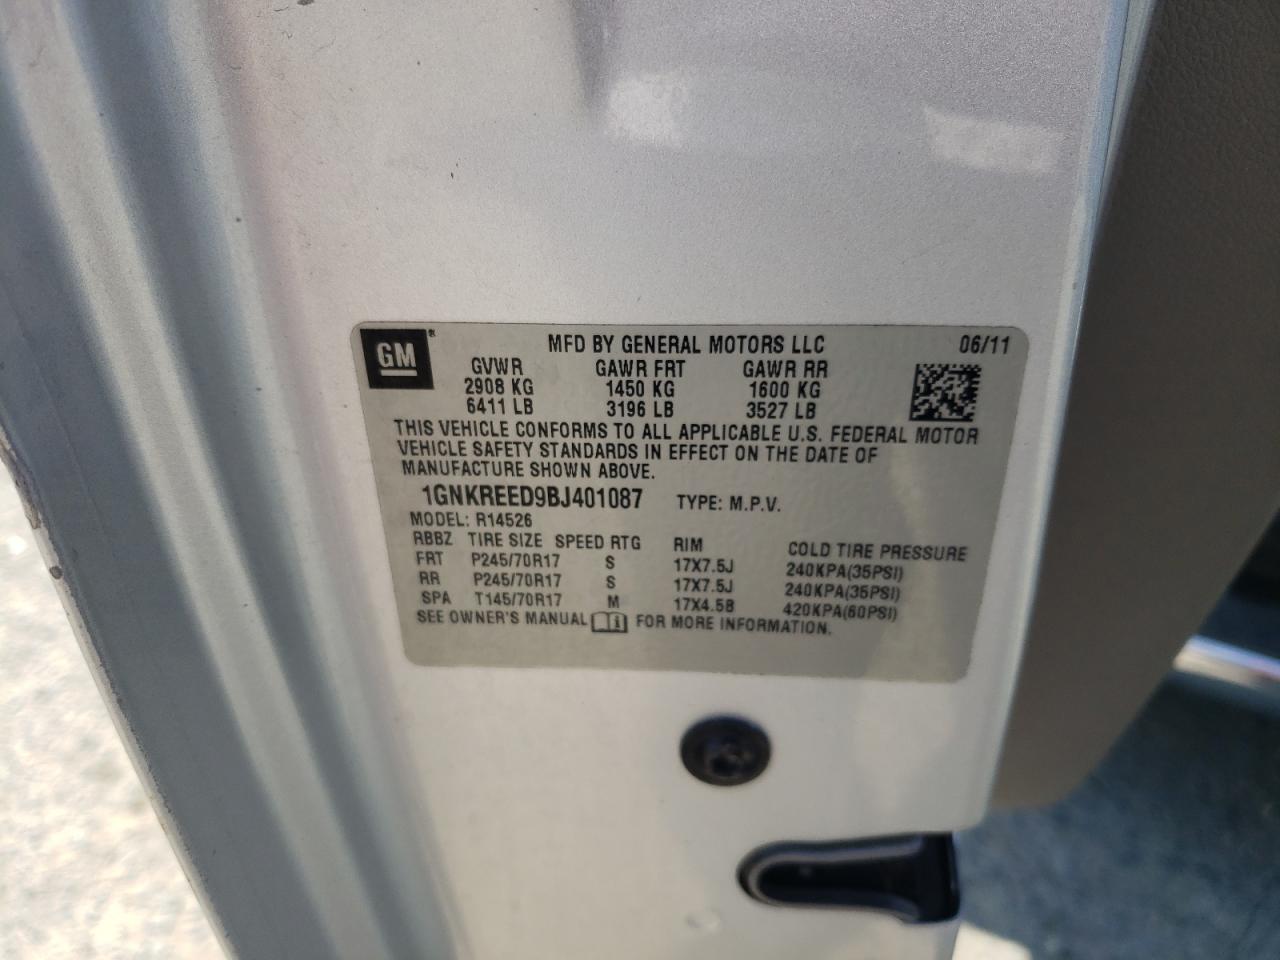 GM MFD BY GENERAL MOTORS LLC 06/11
GVWR GAWR FRT GAWR RR
2908 KG 1450 KG 1600 KG
6411 LB 3196 LB 3527 LB
THIS VEHICLE CONFORMS TO ALL APPLICABLE U.S. FEDERAL MOTOR
VEHICLE SAFETY STANDARDS IN EFFECT ON THE DATE OF
MANUFACTURE SHOWN ABOVE.
1GNKREED9BJ401087 TYPE: M.P.V.
MODEL: R14526
RBBZ TIRE SIZE SPEED RTG RIM COLD TIRE PRESSURE
FRT P245/70R17 S 17X7.5J 240KPA(35PSI)
RR P245/70R17 S 17X7.5J 240KPA(35PSI)
SPA T145/70R17 M 17X4.5B 420KPA(60PSI)
SEE OWNER'S MANUAL FOR MORE INFORMATION.